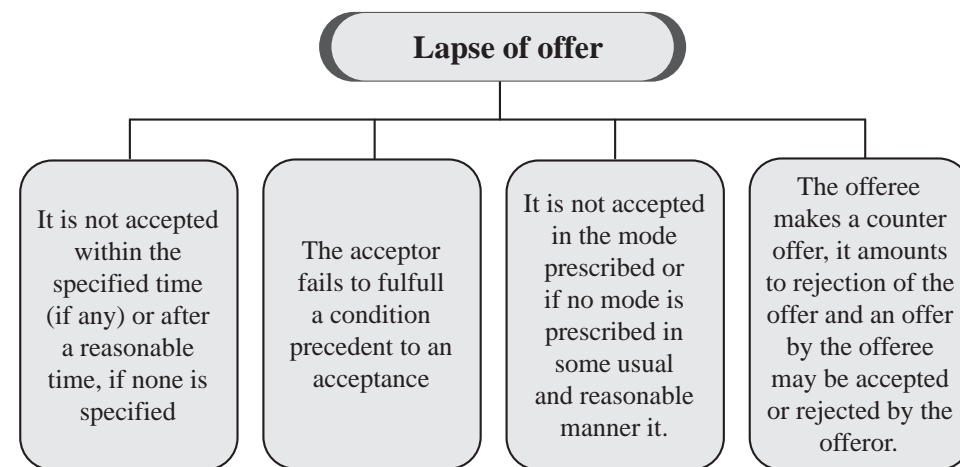 Lapse of offer
It is not accepted
within the
specified time
(if any) or after
a reasonable
time, if none is
specified
The acceptor
fails to fulfull
a condition
precedent to an
acceptance
It is not accepted
in the mode
prescribed or
if no mode is
prescribed in
some usual
and reasonable
manner it.
The offeree
makes a counter
offer, it amounts
to rejection of the
offer and an offer
by the offeree
may be accepted
or rejected by the
offeror.